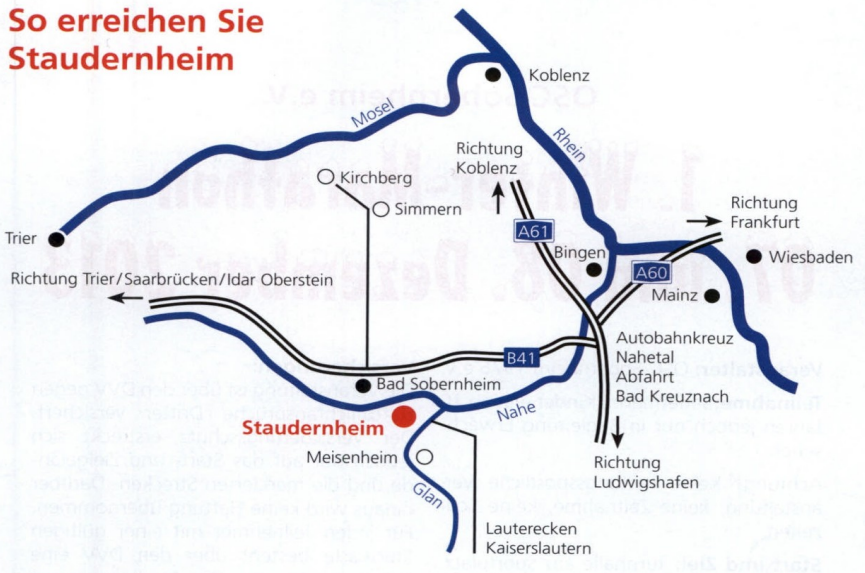 So erreichen Sie
Staudernheim
Koblenz
Mosel
Rhein
Richtung
Koblenz
Kirchberg
Simmern
A61
Richtung
Frankfurt
Trier
Bingen
A60
Wiesbaden
Mainz
Richtung Trier/Zaarbrücken/Idar Oberstein
B41
Autobahnkreuz
Nahetal
Abfahrt
Bad Kreuznach
Bad Sobernheim
Staudernheim
Nahe
Meisenheim
Glan
Richtung
Ludwigshafen
Lauterecken
Kaiserslautern